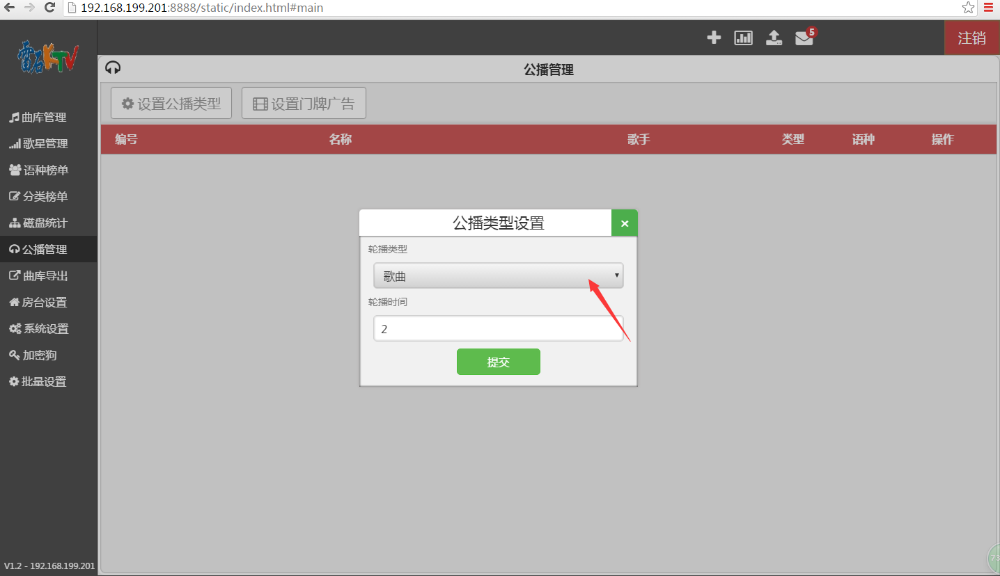 192.168.199.201:8888/static/index.html#main
雷石KTV
5
注销
公播管理
设置公播类型
设置门牌广告
编号 名称 歌手 类型 语种 操作
曲库管理
歌星管理
语种榜单
分类榜单
磁盘统计
公播管理
曲库导出
房台设置
系统设置
加密狗
批量设置
公播类型设置
×
轮播类型
歌曲
轮播时间
2
提交
V1.2 - 192.168.199.201